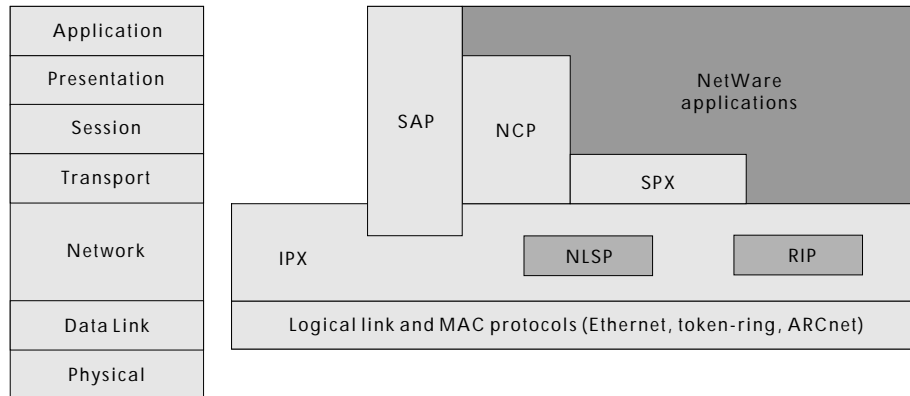 Application
Presentation
Session
Transport
Network
Data Link
Physical
SAP
NCP
NetWare
applications
SPX
IPX
NLSP
RIP
Logical link and MAC protocols (Ethernet, token-ring, ARCnet)